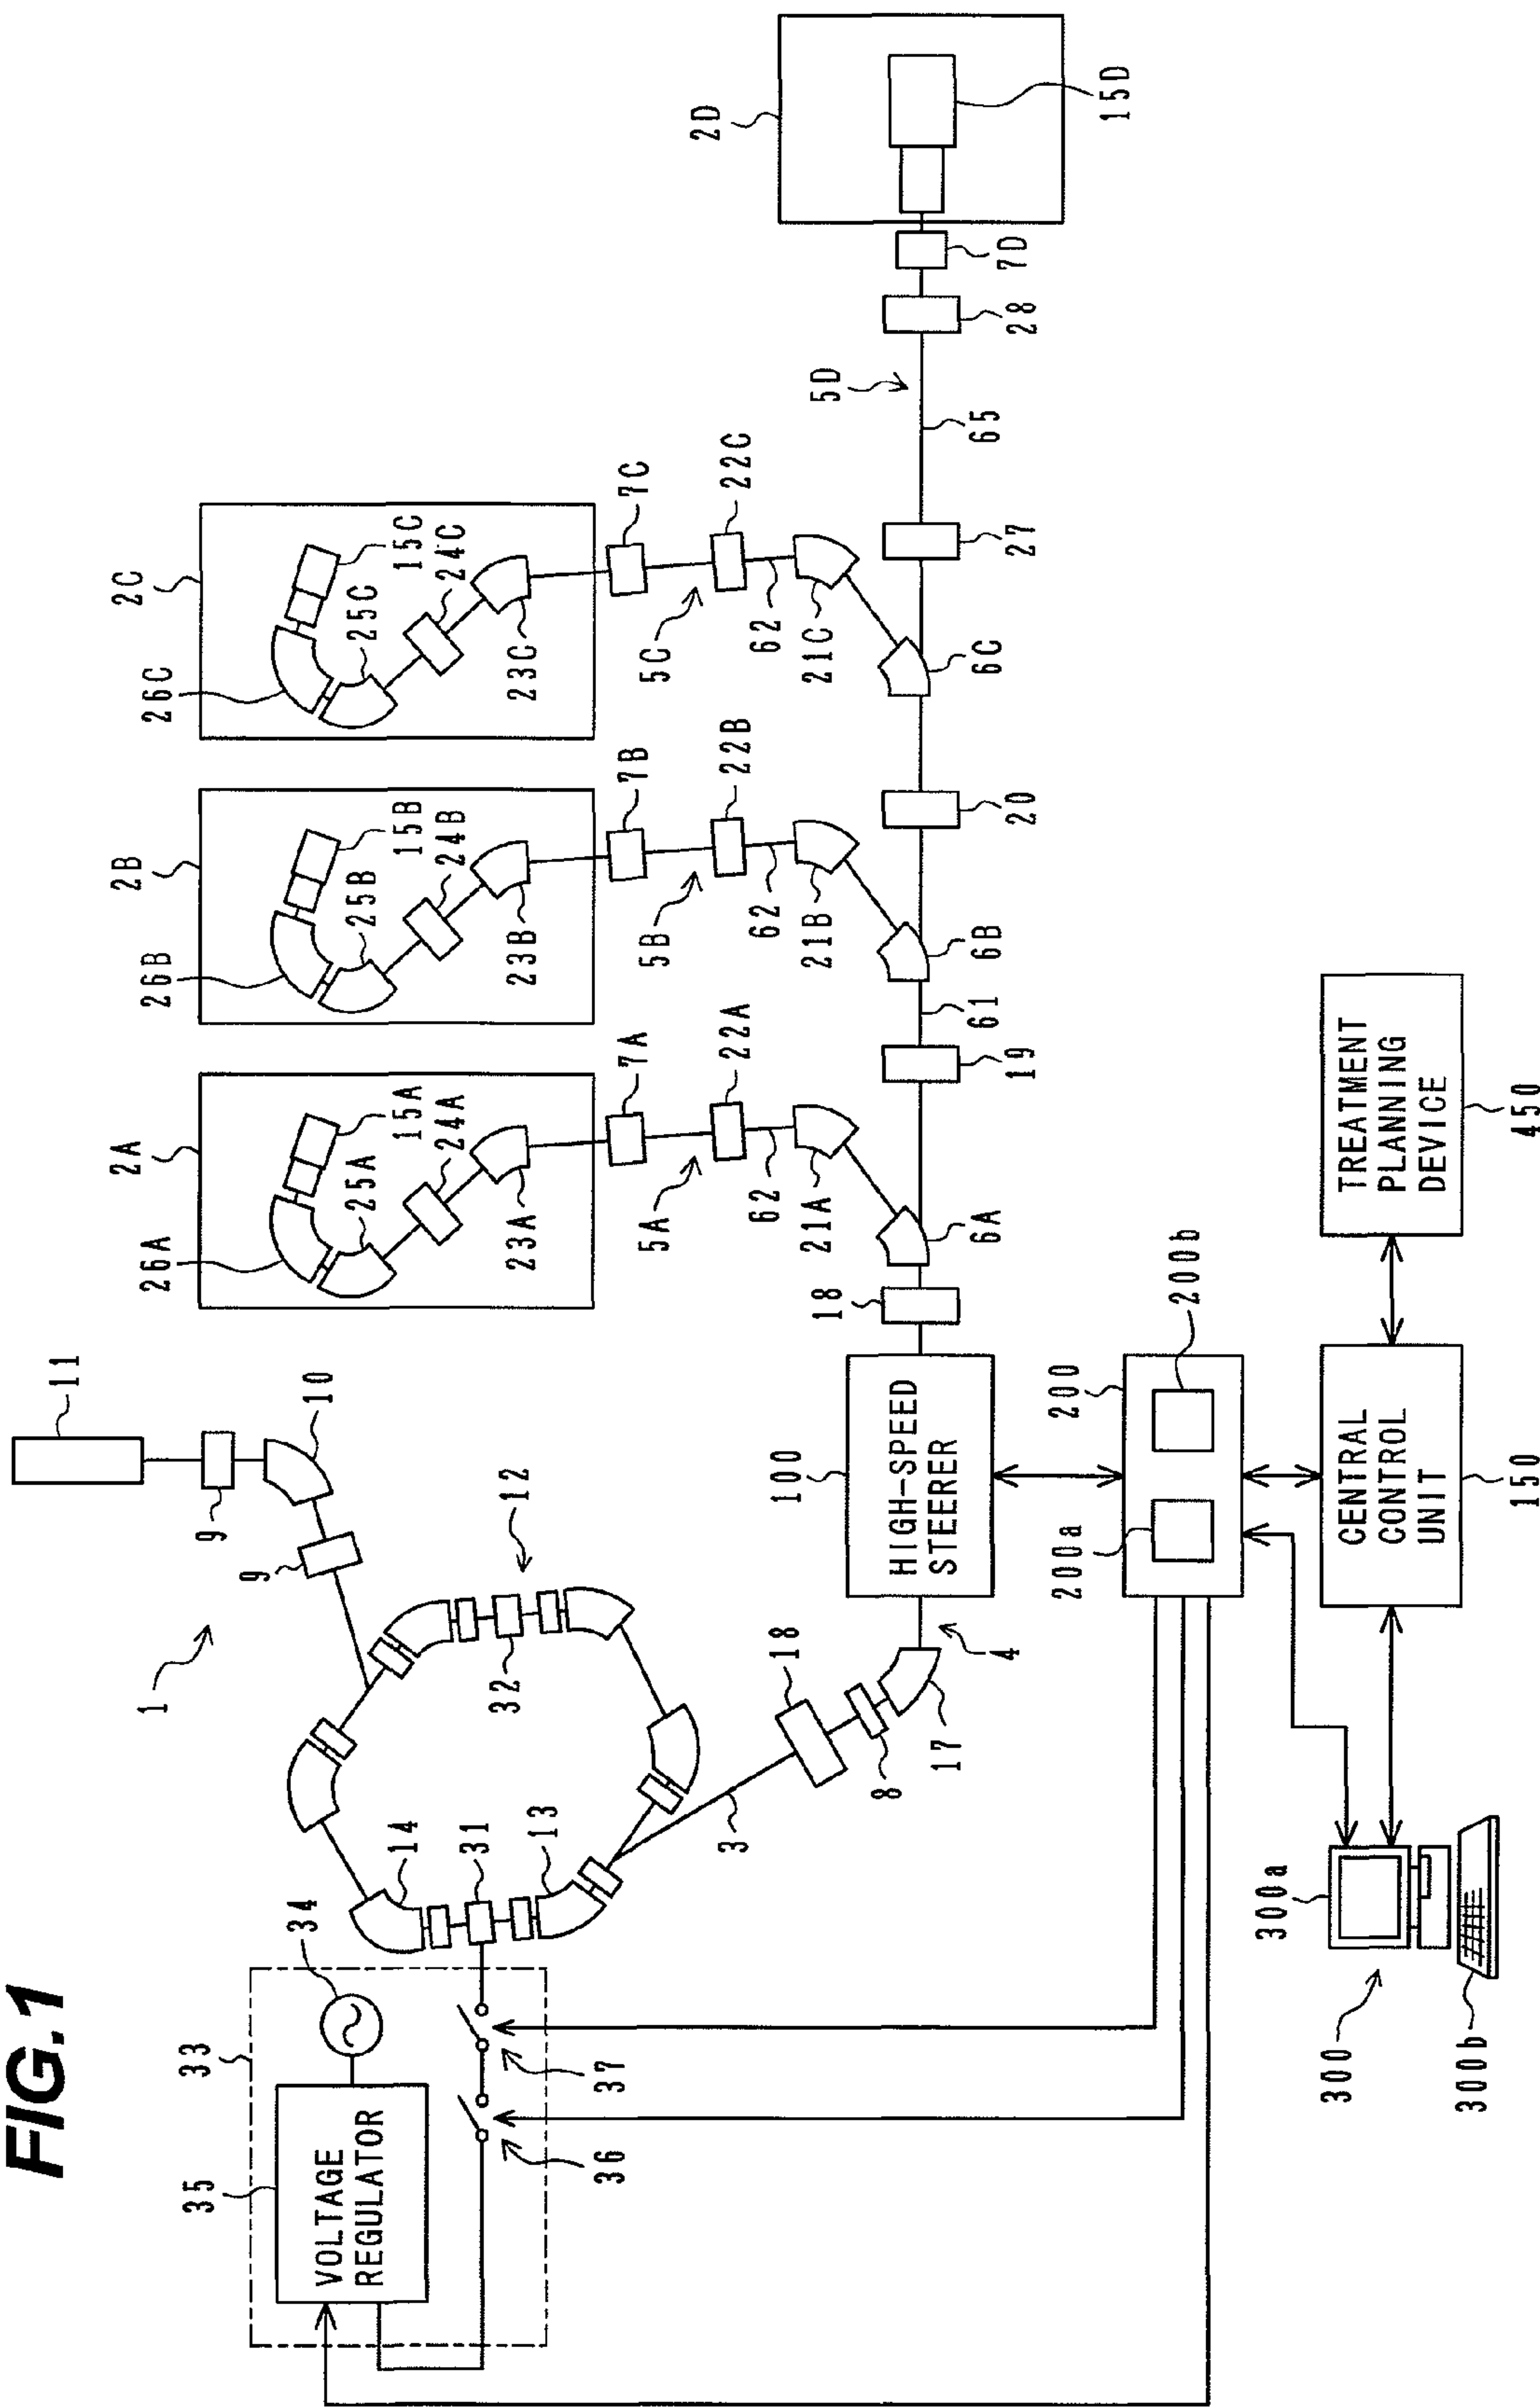 FIG.1
33
35
VOLTAGE
REGULATOR
34
36
37
14
31
13
1
12
32
11
10
9
9
3
18
8
17
4
100
HIGH-SPEED
STEERER
18
2A
26A
25A
15A
24A
23A
7A
22A
5A
62
21A
6A
19
61
2B
26B
25B
15B
24B
23B
7B
22B
5B
62
21B
6B
20
2C
26C
25C
15C
24C
23C
7C
22C
5C
62
21C
6C
27
65
5D
28
7D
2D
15D
200
200a
200b
CENTRAL
CONTROL
UNIT
150
TREATMENT
PLANNING
DEVICE
450
300
300a
300b